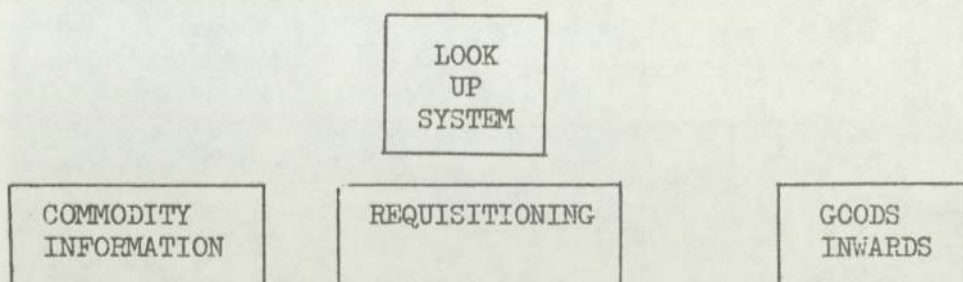 LOOK
UP
SYSTEM
COMMODITY
INFORMATION
REQUISITIONING
GOODS
INWARDS